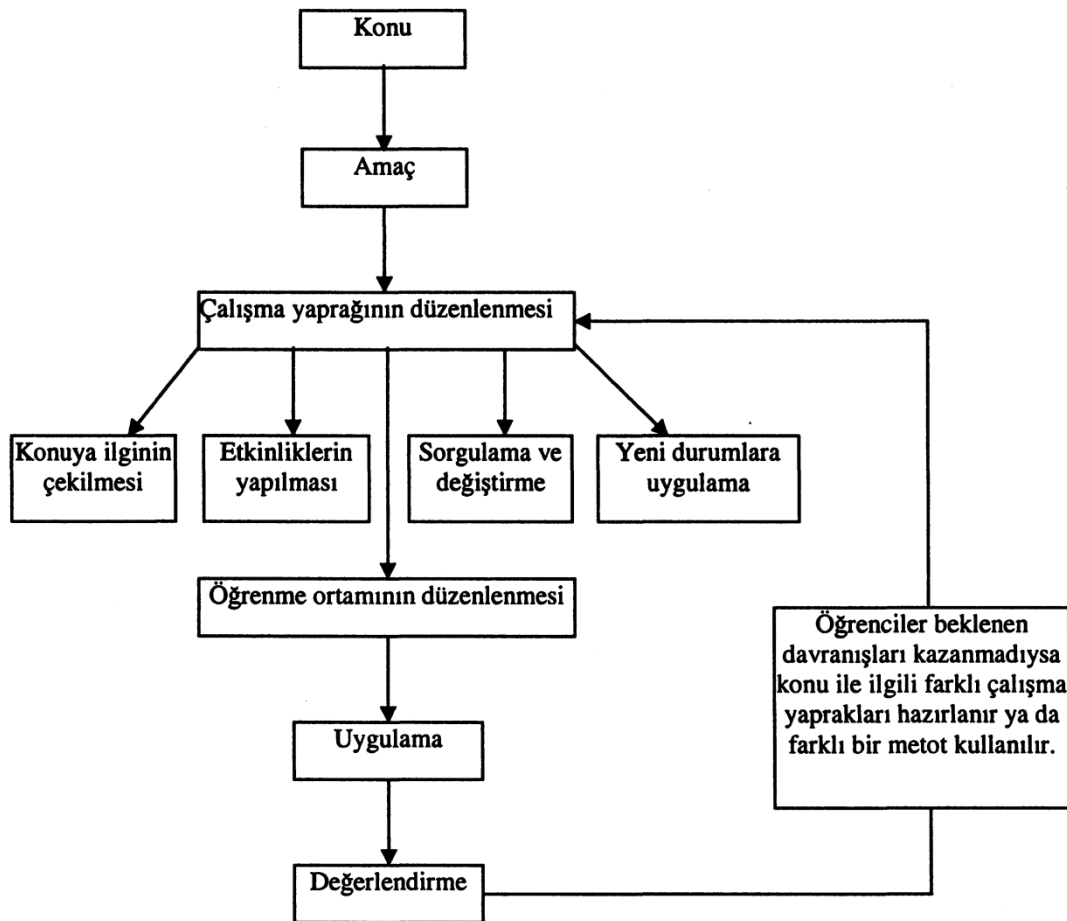 Konu
Amaç
Çalışma yaprağının düzenlenmesi
Konuya ilginin
çekilmesi
Etkinliklerin
yapılması
Sorgulama ve
değiştirme
Yeni durumlara
uygulama
Öğrenme ortamının düzenlenmesi
Öğrenciler beklenen
davranışları kazanmadıysa
konu ile ilgili farklı çalışma
yaprakları hazırlanır ya da
farklı bir metot kullanılır.
Uygulama
Değerlendirme